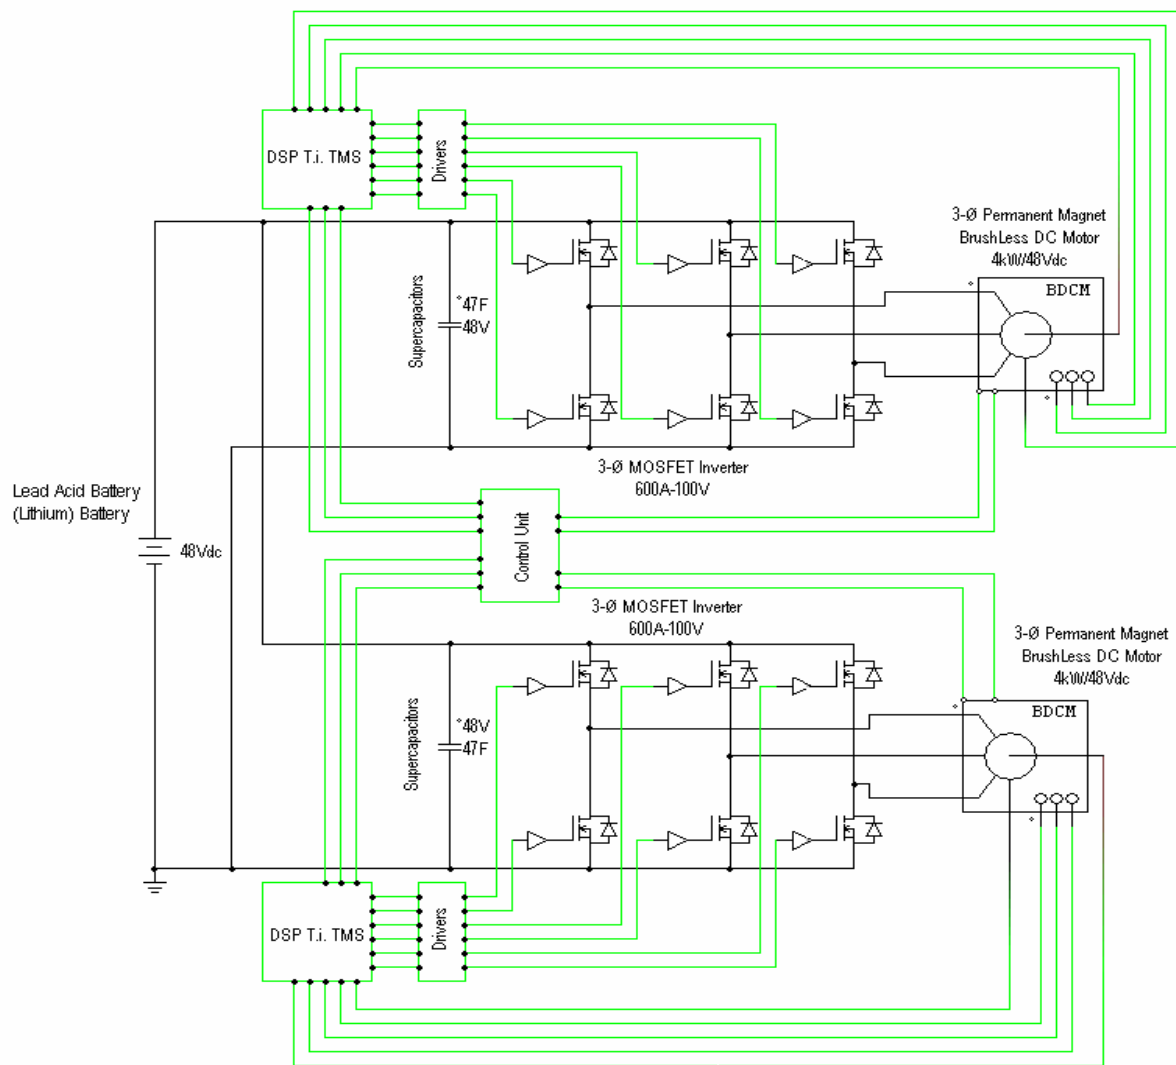 DSP T.i. TMS
Drivers
3-Ø Permanent Magnet
BrushLess DC Motor
4kW/48Vdc
BDCM
Supercapacitors
°47F
48V
3-Ø MOSFET Inverter
600A-100V
Lead Acid Battery
(Lithium) Battery
48Vdc
Control Unit
3-Ø MOSFET Inverter
600A-100V
3-Ø Permanent Magnet
BrushLess DC Motor
4kW/48Vdc
BDCM
Supercapacitors
°48V
47F
DSP T.i. TMS
Drivers